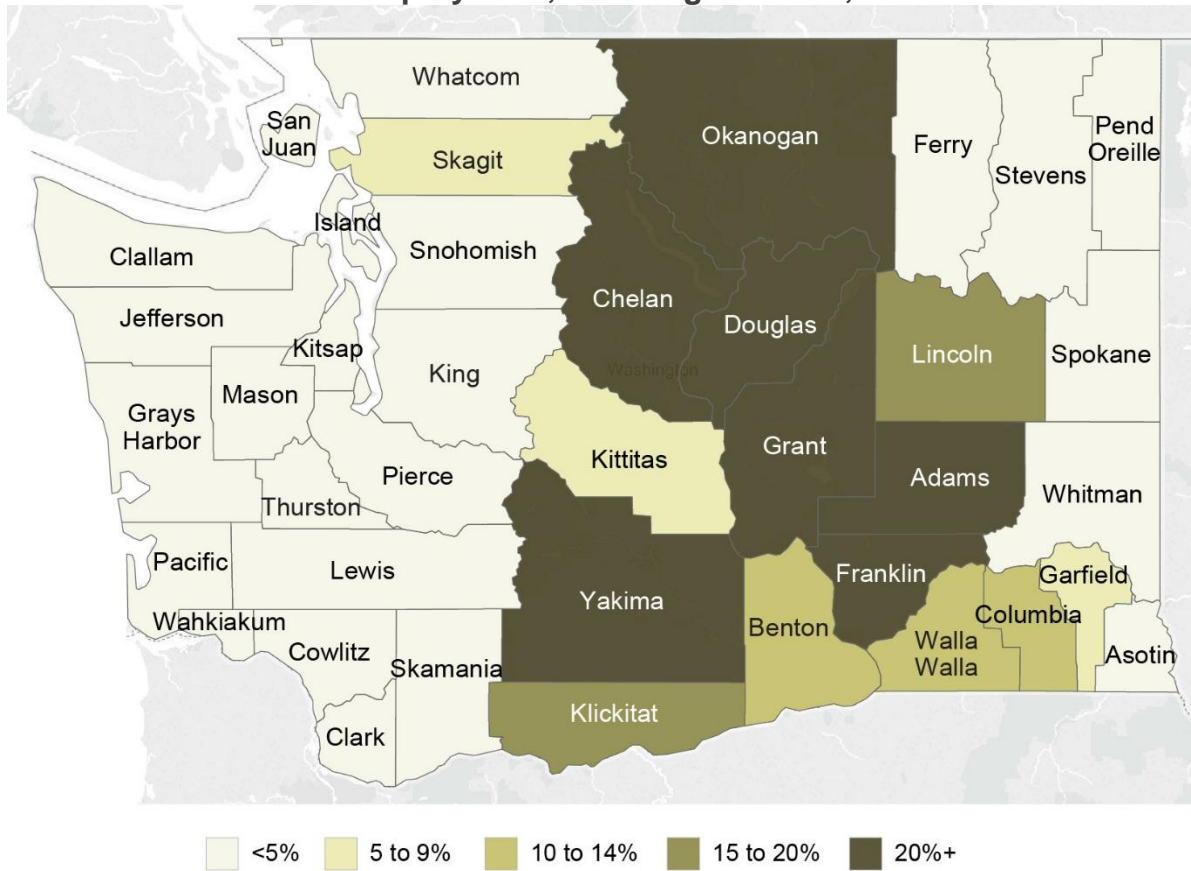 Whatcom
San
Juan
Skagit
Okanogan
Ferry
Stevens
Pend
Oreille
Island
Snohomish
Clallam
Chelan
Douglas
Jefferson
Kitsap
King
Washington
Lincoln
Spokane
Mason
Grays
Harbor
Kittitas
Grant
Pierce
Adams
Whitman
Thurston
Pacific
Lewis
Yakima
Franklin
Garfield
Wahkiakum
Benton
Columbia
Walla
Walla
Cowlitz
Skamania
Asotin
Klickitat
Clark
<5%
5 to 9%
10 to 14%
15 to 20%
20%+